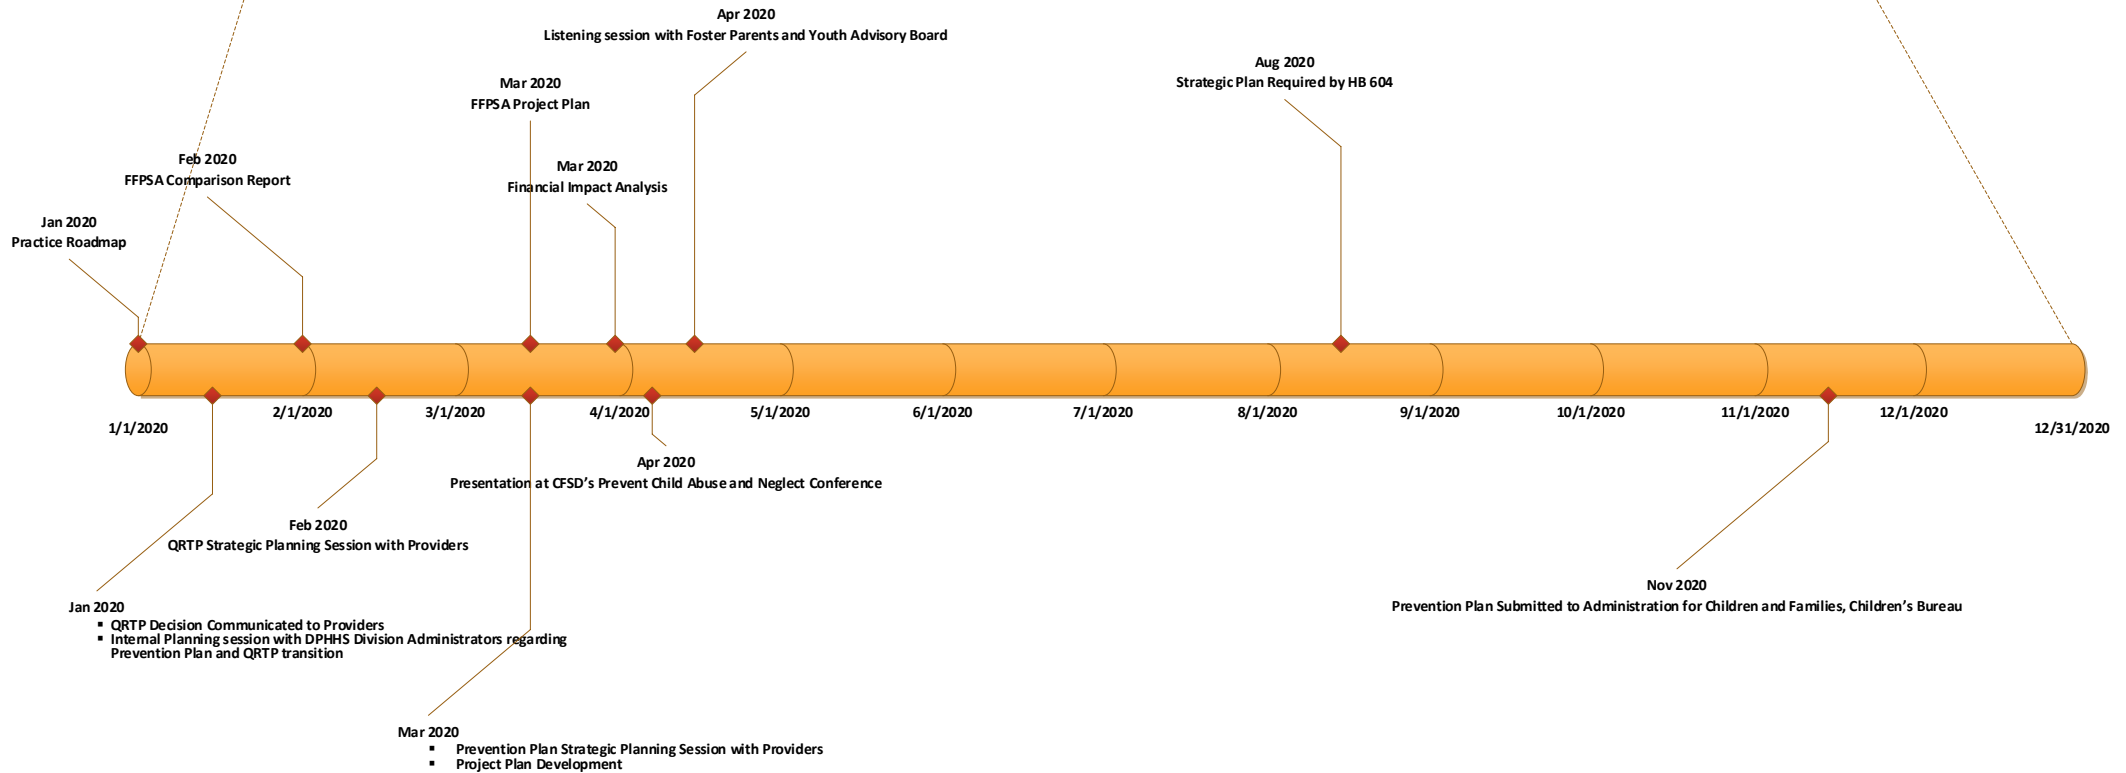 Apr 2020
Listening session with Foster Parents and Youth Advisory Board
Aug 2020
Strategic Plan Required by HB 604
Mar 2020
FFPSA Project Plan
Feb 2020
FFPSA Comparison Report
Mar 2020
Financial Impact Analysis
Jan 2020
Practice Roadmap
2/1/2020
3/1/2020
4/1/2020
5/1/2020
6/1/2020
7/1/2020
8/1/2020
9/1/2020
10/1/2020
11/1/2020
12/1/2020
1/1/2020
12/31/2020
Apr 2020
Presentation at CFSD’s Prevent Child Abuse and Neglect Conference
Feb 2020
QRTP Strategic Planning Session with Providers
Nov 2020
Prevention Plan Submitted to Administration for Children and Families, Children’s Bureau
Jan 2020
▪ QRTP Decision Communicated to Providers
▪ Internal Planning session with DPHHS Division Administrators regarding
Prevention Plan and QRTP transition
Mar 2020
▪ Prevention Plan Strategic Planning Session with Providers
▪ Project Plan Development